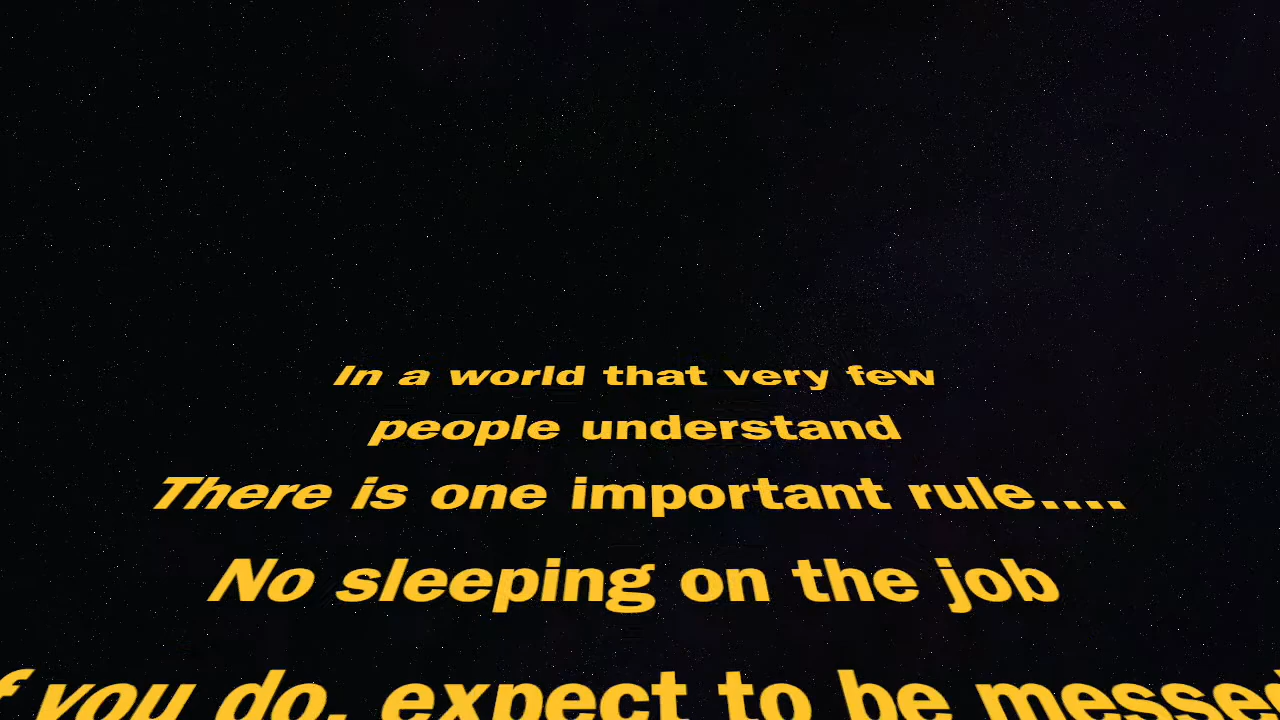 In a world that very few
people understand
There is one important rule....
No sleeping on the job
f you do, expect to be messed